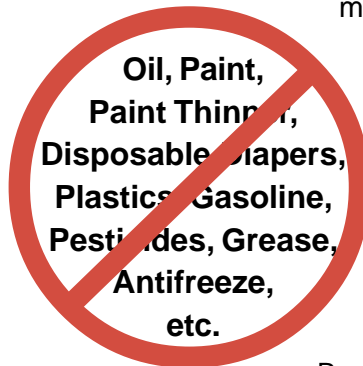 m
Oil, Paint,
Paint Thinner,
Disposable Diapers,
Plastics, Gasoline,
Pesticides, Grease,
Antifreeze,
etc.